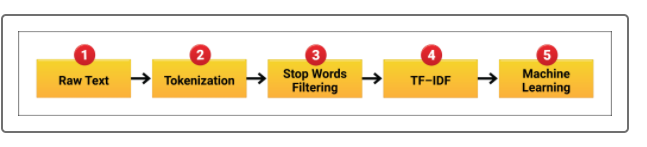 1
Raw Text
2
Tokenization
3
Stop Words
Filtering
4
TF–IDF
5
Machine
Learning